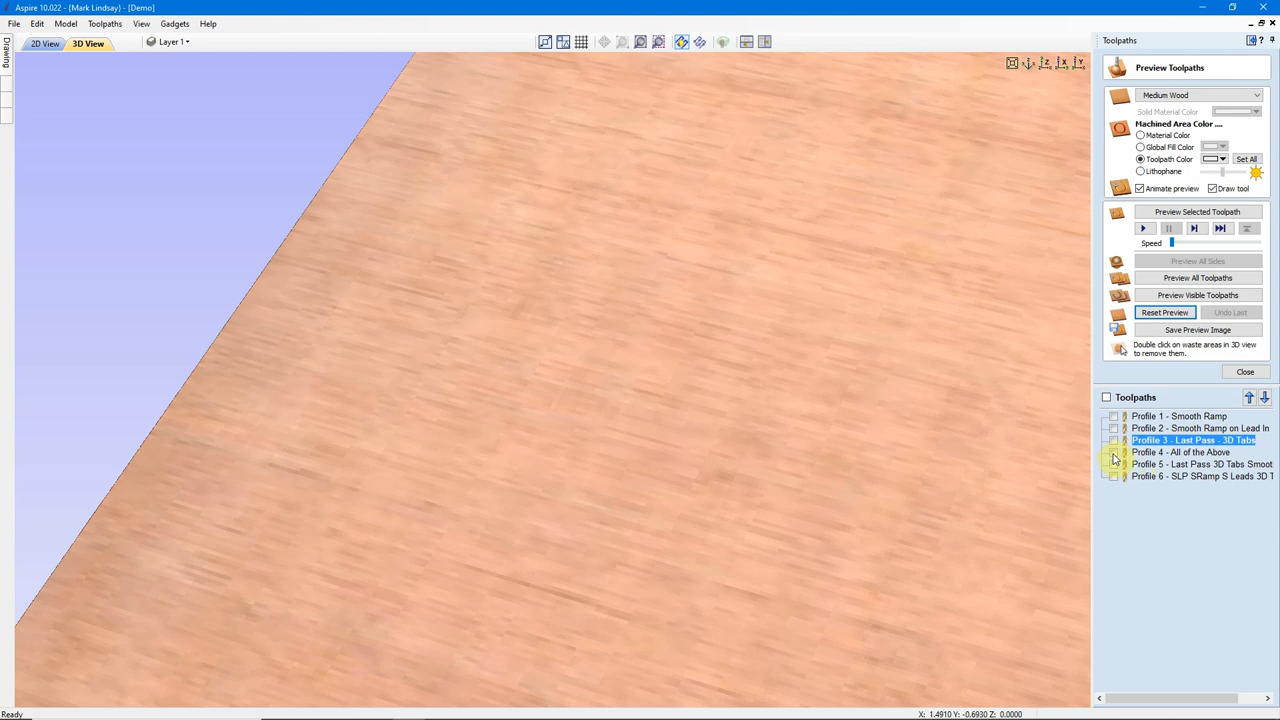 Aspire 10.022 - (Mark Lindsay) - [Demo]
File Edit Model Toolpaths View Gadgets Help
2D View 3D View Layer 1
Drawing
Z X Y
Toolpaths ?
Preview Toolpaths
Medium Wood
Solid Material Color
Machined Area Color ....
Material Color
Global Fill Color
Toolpath Color Set All
Lithophane
Animate preview Draw tool
Preview Selected Toolpath
Speed
Preview All Sides
Preview All Toolpaths
Preview Visible Toolpaths
Reset Preview Undo Last
Save Preview Image
Double click on waste areas in 3D view
to remove them.
Close
Toolpaths
Profile 1 - Smooth Ramp
Profile 2 - Smooth Ramp on Lead In
Profile 3 - Last Pass - 3D Tabs
Profile 4 - All of the Above
Profile 5 - Last Pass 3D Tabs Smoot
Profile 6 - SLP SRamp S Leads 3D T
Ready X: 1.4910 Y: -0.6930 Z: 0.0000